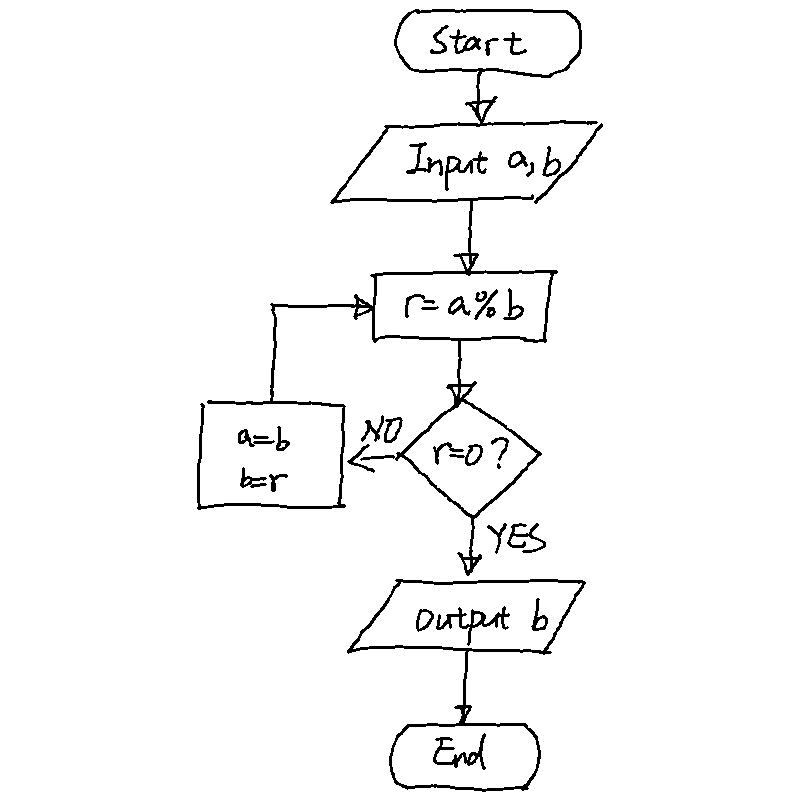 Start
Input a, b
r=a%b
a=b
b=r
NO
r=0?
YES
Output b
End